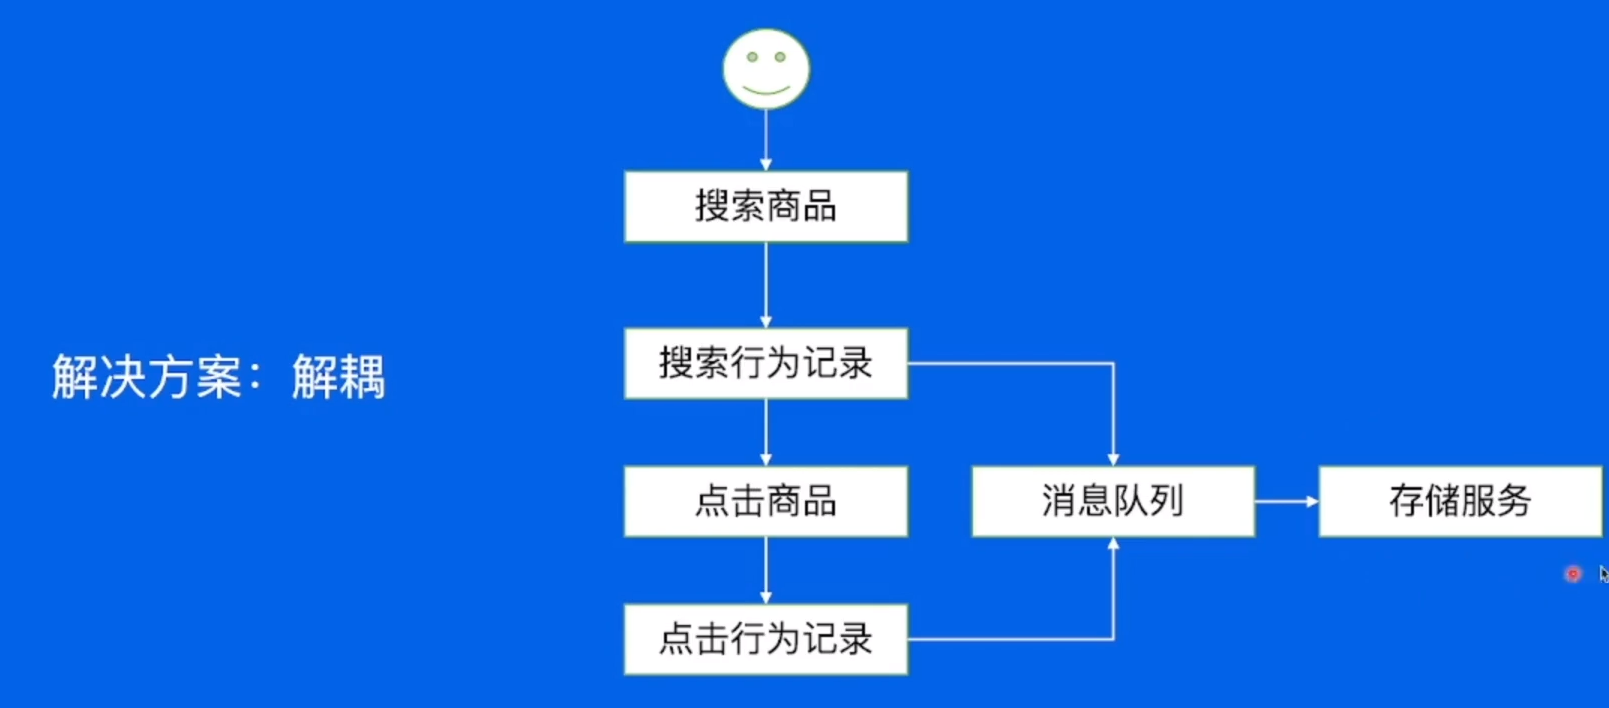 搜索商品
搜索行为记录
解决方案：解耦
点击商品
消息队列
存储服务
点击行为记录